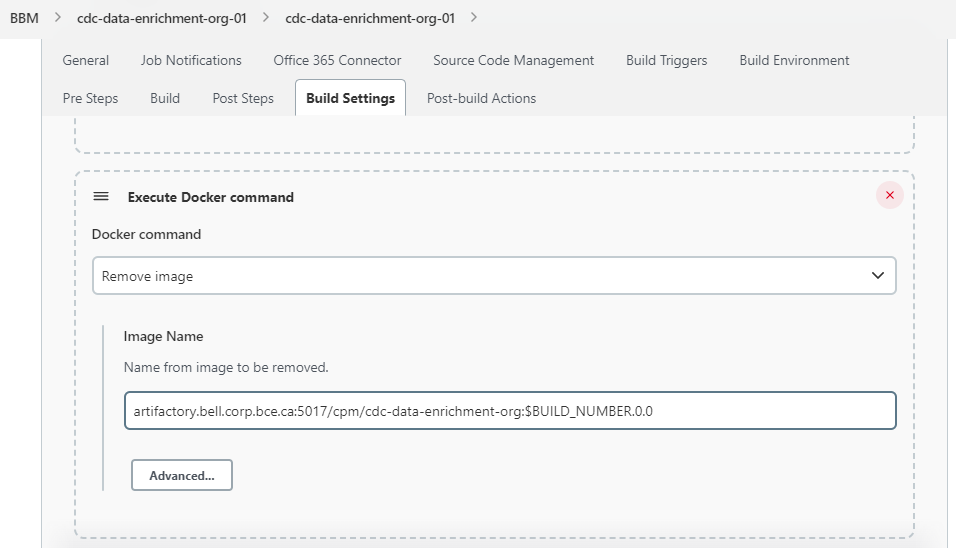 BBM > cdc-data-enrichment-org-01 > cdc-data-enrichment-org-01 >
General Job Notifications Office 365 Connector Source Code Management Build Triggers Build Environment
Pre Steps Build Post Steps Build Settings Post-build Actions
Execute Docker command
Docker command
Remove image
Image Name
Name from image to be removed.
artifactory.bell.corp.bce.ca:5017/cpm/cdc-data-enrichment-org:$BUILD_NUMBER.0.0
Advanced...